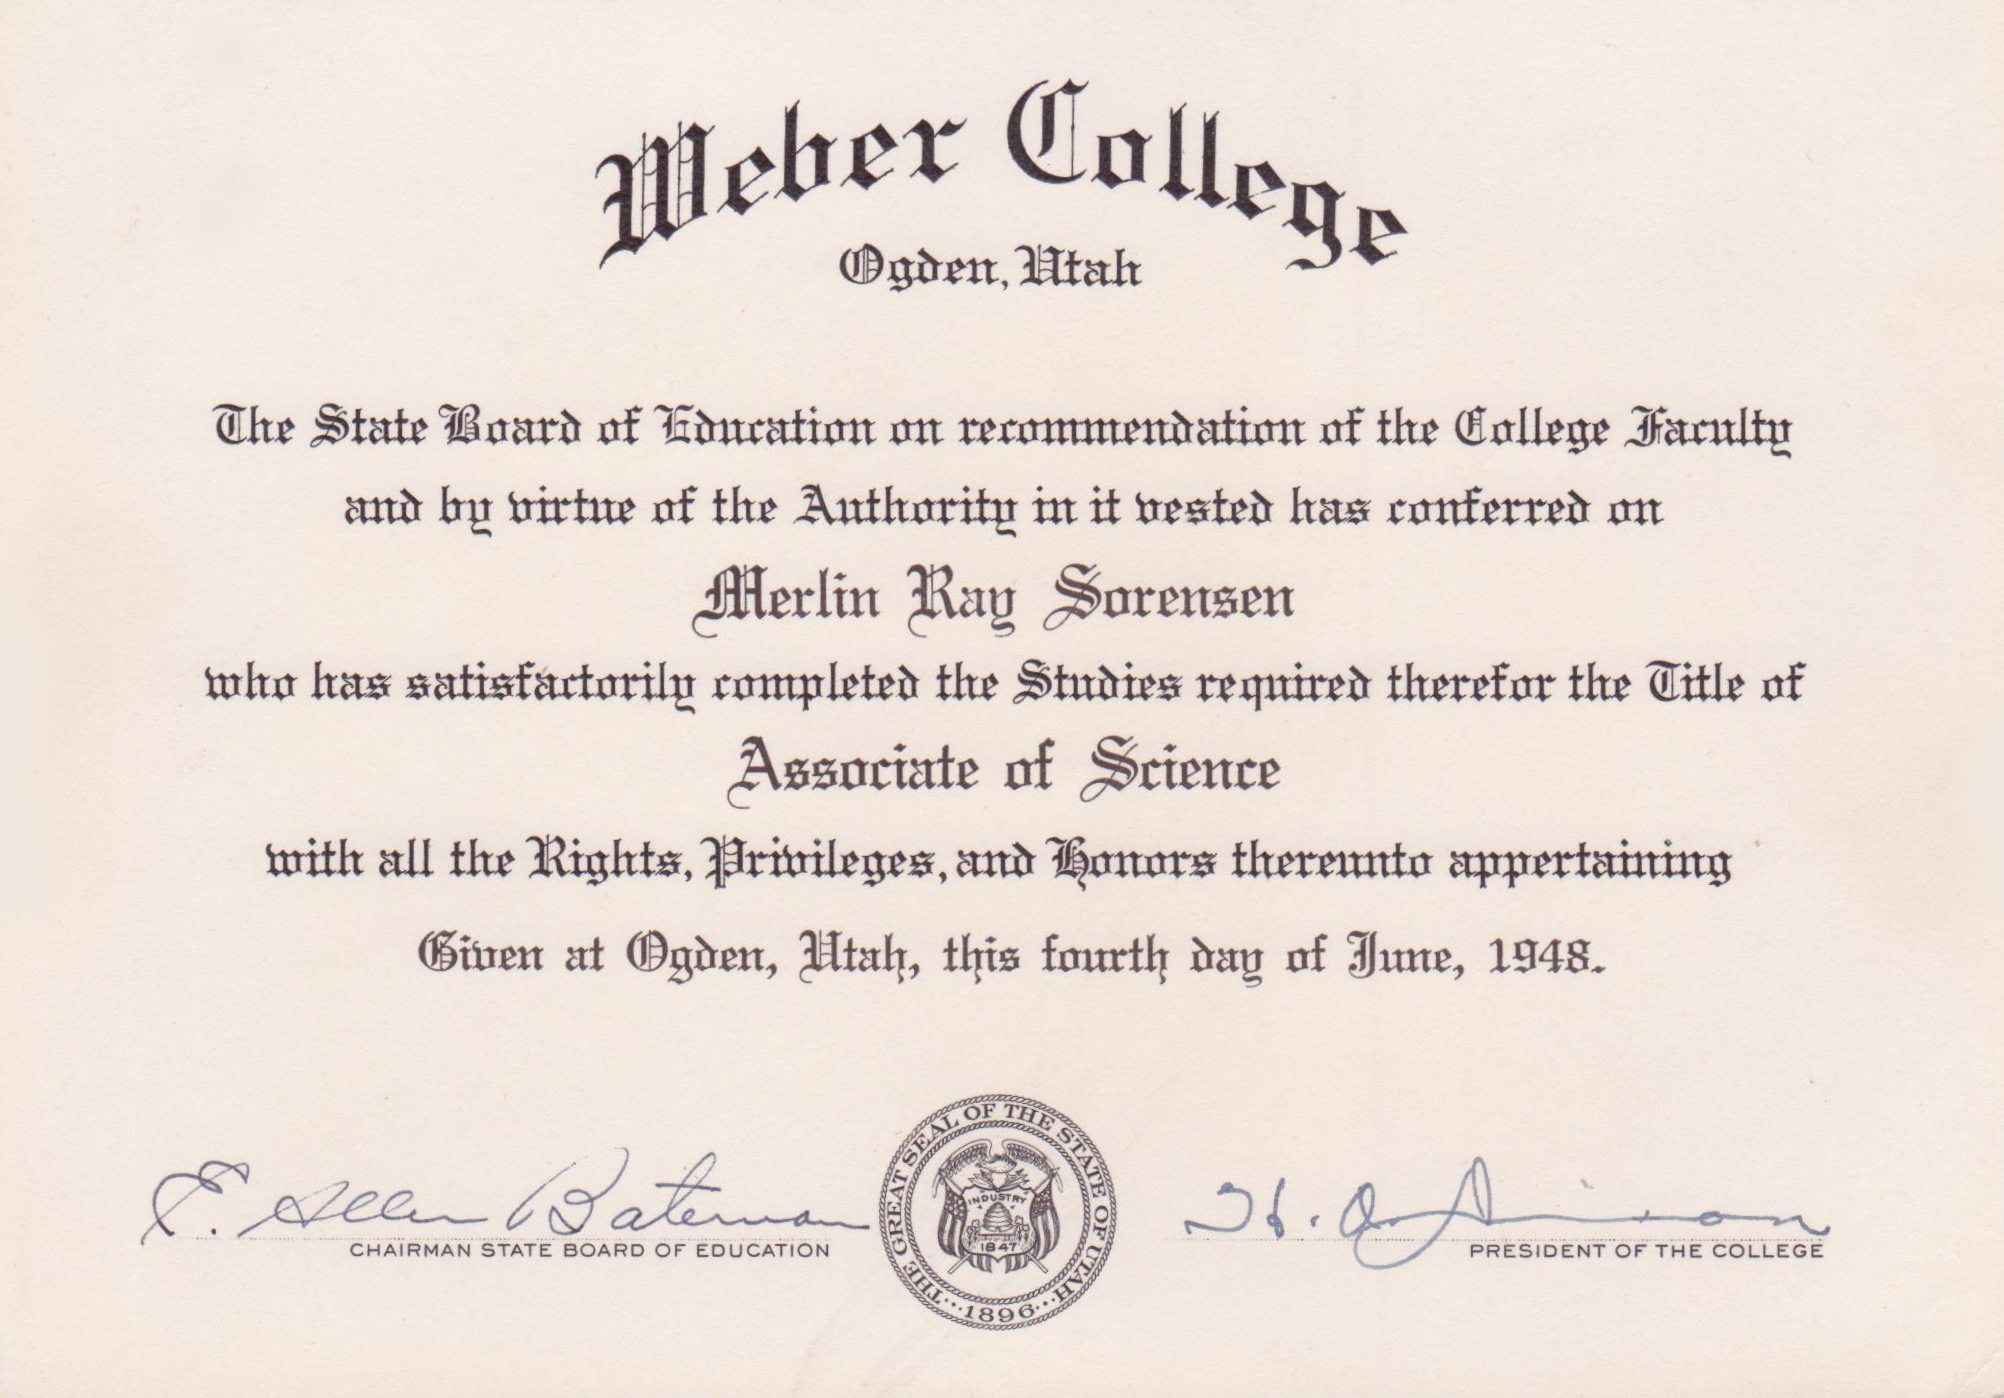 Weber College
Ogden, Utah
The State Board of Education on recommendation of the College Faculty
and by virtue of the Authority in it vested has conferred on
Merlin Ray Sorensen
who has satisfactorily completed the Studies required therefor the Title of
Associate of Science
with all the Rights, Privileges, and Honors thereunto appertaining
Given at Ogden, Utah, this fourth day of June, 1948.
E. Allen Bateman
CHAIRMAN STATE BOARD OF EDUCATION
THE GREAT SEAL OF THE STATE OF UTAH
INDUSTRY
1847
1896
H. A. Dixon
PRESIDENT OF THE COLLEGE